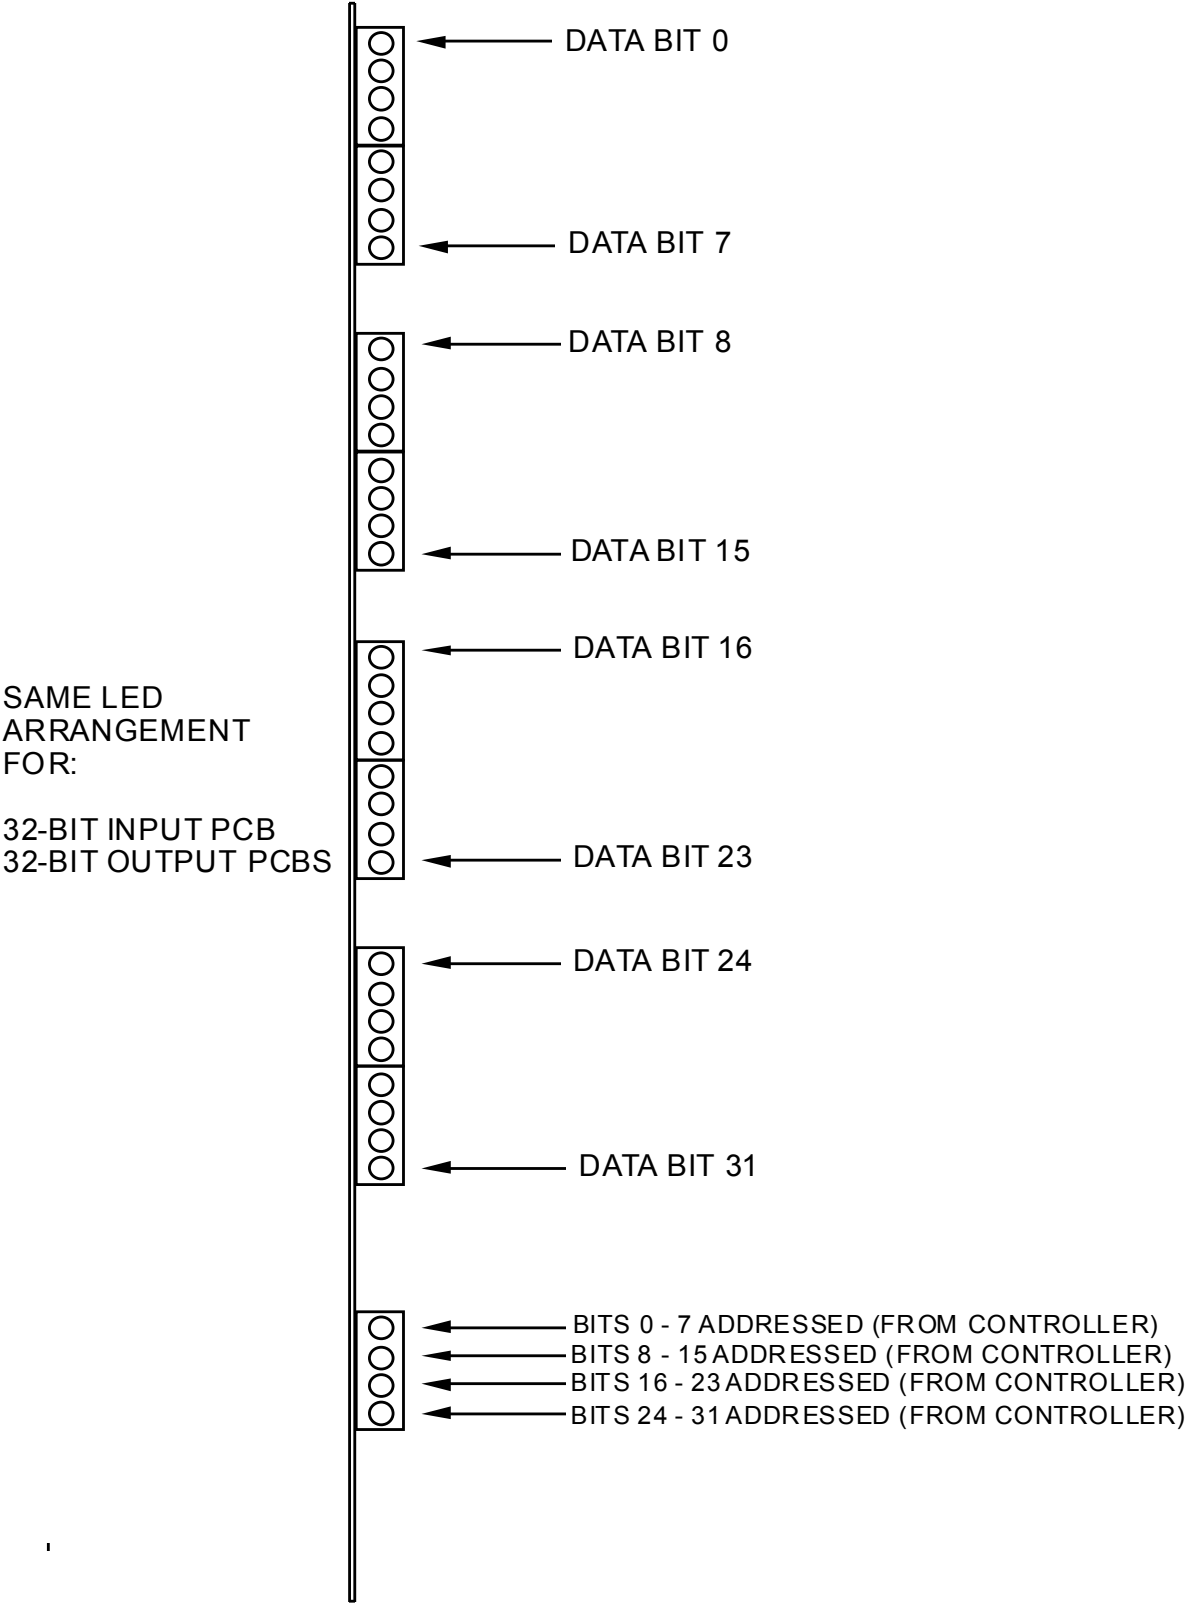 DATA BIT 0
DATA BIT 7
DATA BIT 8
DATA BIT 15
DATA BIT 16
SAME LED
ARRANGEMENT
FOR:
32-BIT INPUT PCB
32-BIT OUTPUT PCBS
DATA BIT 23
DATA BIT 24
DATA BIT 31
BITS 0 - 7 ADDRESSED (FROM CONTROLLER)
BITS 8 - 15 ADDRESSED (FROM CONTROLLER)
BITS 16 - 23 ADDRESSED (FROM CONTROLLER)
BITS 24 - 31 ADDRESSED (FROM CONTROLLER)